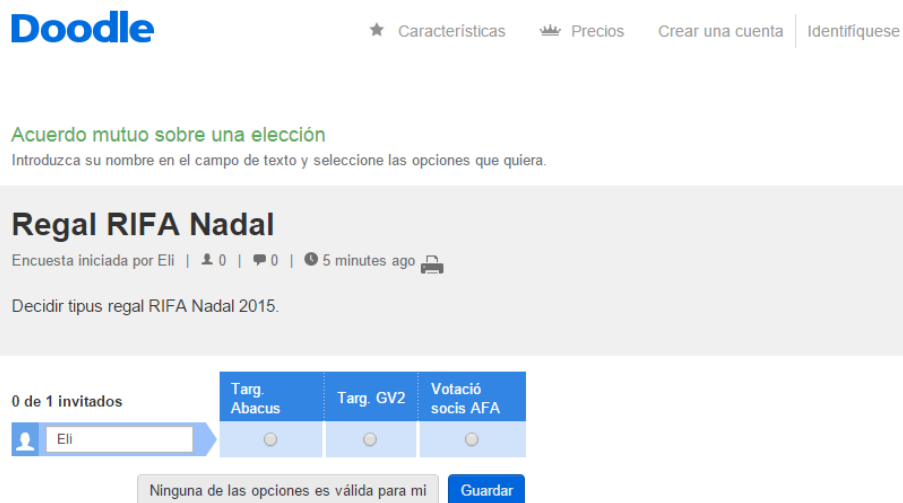 Doodle
Características Precios Crear una cuenta Identifíquese
Acuerdo mutuo sobre una elección
Introduzca su nombre en el campo de texto y seleccione las opciones que quiera.
Regal RIFA Nadal
Encuesta iniciada por Eli | 0 | 0 | 5 minutes ago
Decidir tipus regal RIFA Nadal 2015.
0 de 1 invitados
Targ.
Abacus
Targ. GV2
Votació
socis AFA
Eli
Ninguna de las opciones es válida para mi
Guardar